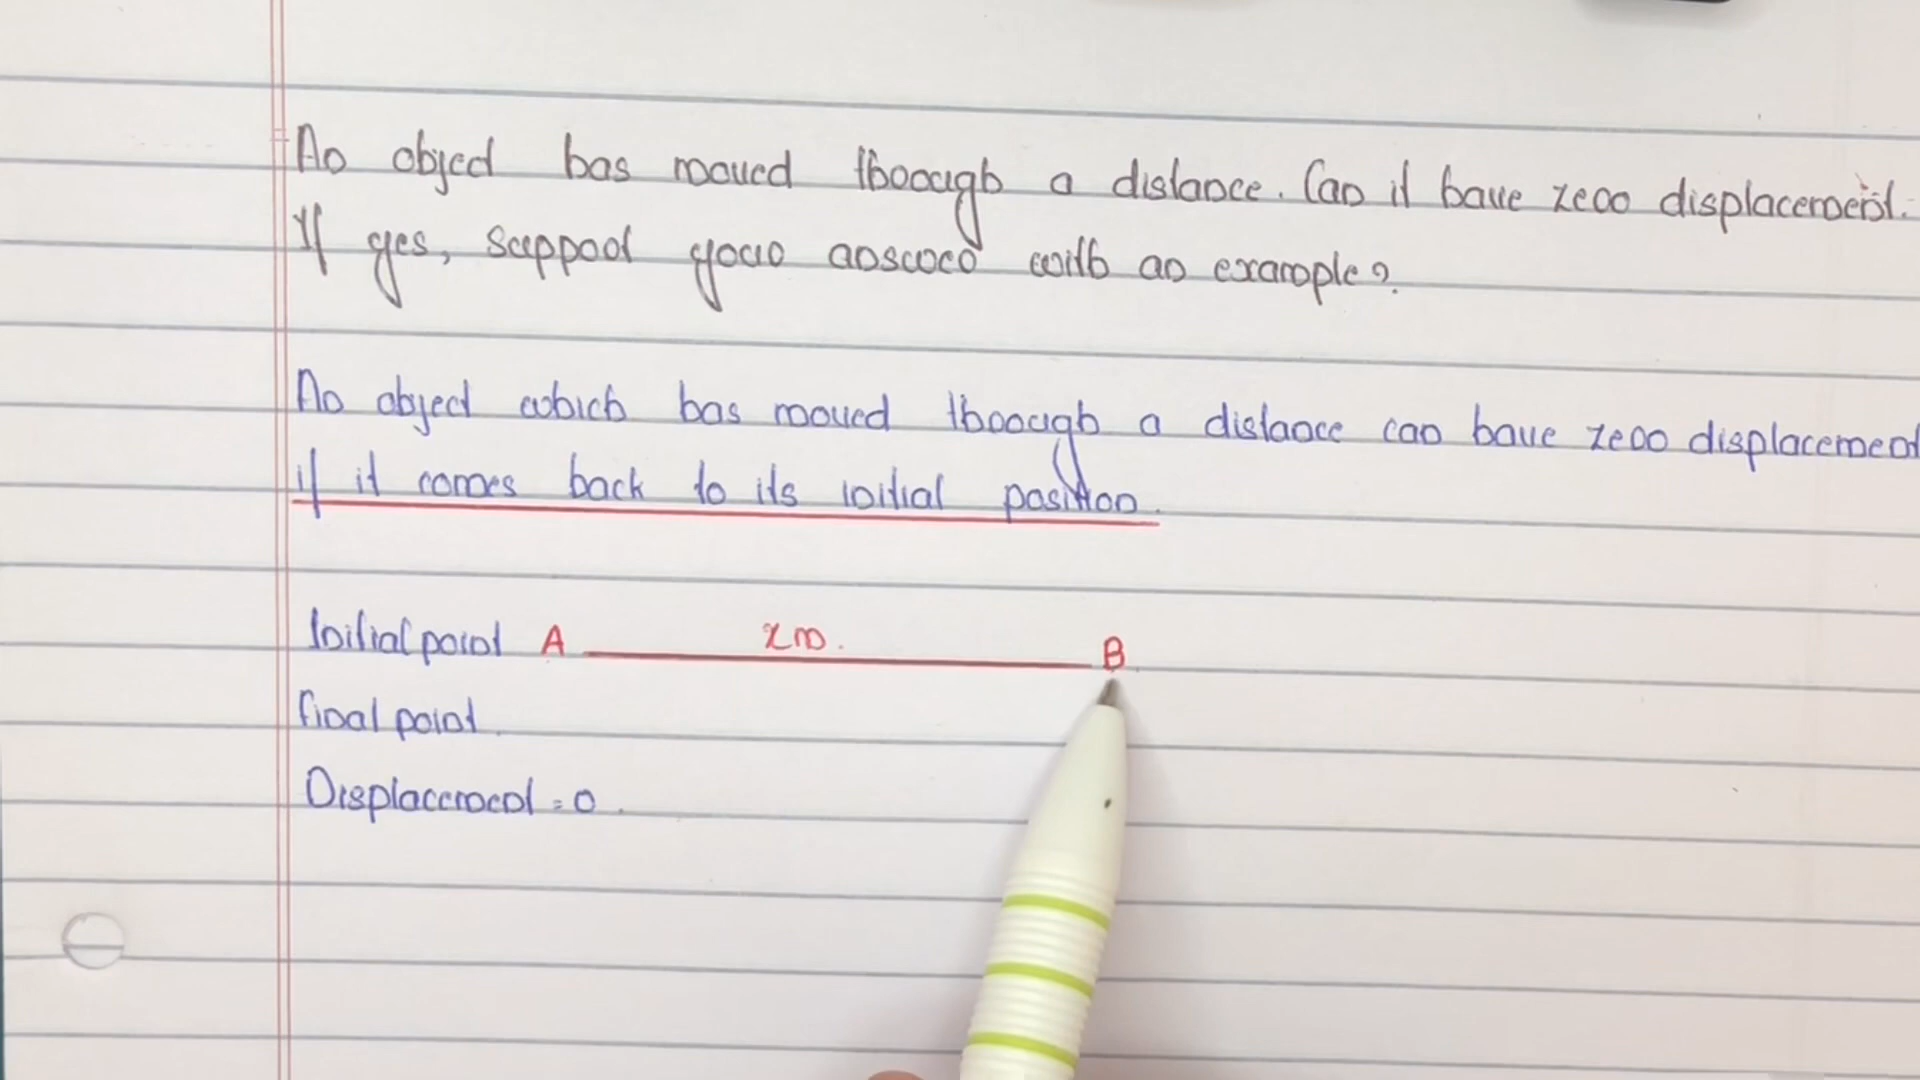 An object has moved through a distance. Can it have zero displacement.
If yes, support your answer with an example?
An object which has moved through a distance can have zero displacement
if it comes back to its initial position.
Initial point A xm. B
final point
Displacement = 0.